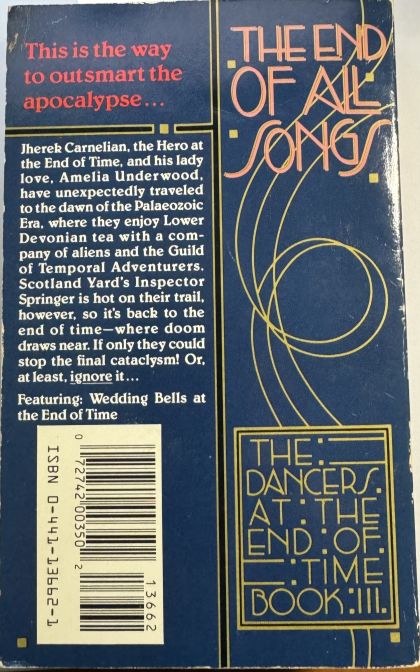 This is the way
to outsmart the
apocalypse...
Jherek Carnelian, the Hero at
the End of Time, and his lady
love, Amelia Underwood,
have unexpectedly traveled
to the dawn of the Palaeozoic
Era, where they enjoy Lower
Devonian tea with a com-
pany of aliens and the Guild
of Temporal Adventurers.
Scotland Yard's Inspector
Springer is hot on their trail,
however, so it's back to the
end of time—where doom
draws near. If only they could
stop the final cataclysm! Or,
at least, ignore it...
Featuring: Wedding Bells at
the End of Time
0 72742 00350 2
13662
ISBN 0-441-13662-1
THE END
OF ALL
SONGS
THE
DANCERS
AT THE
END OF
TIME
BOOK III